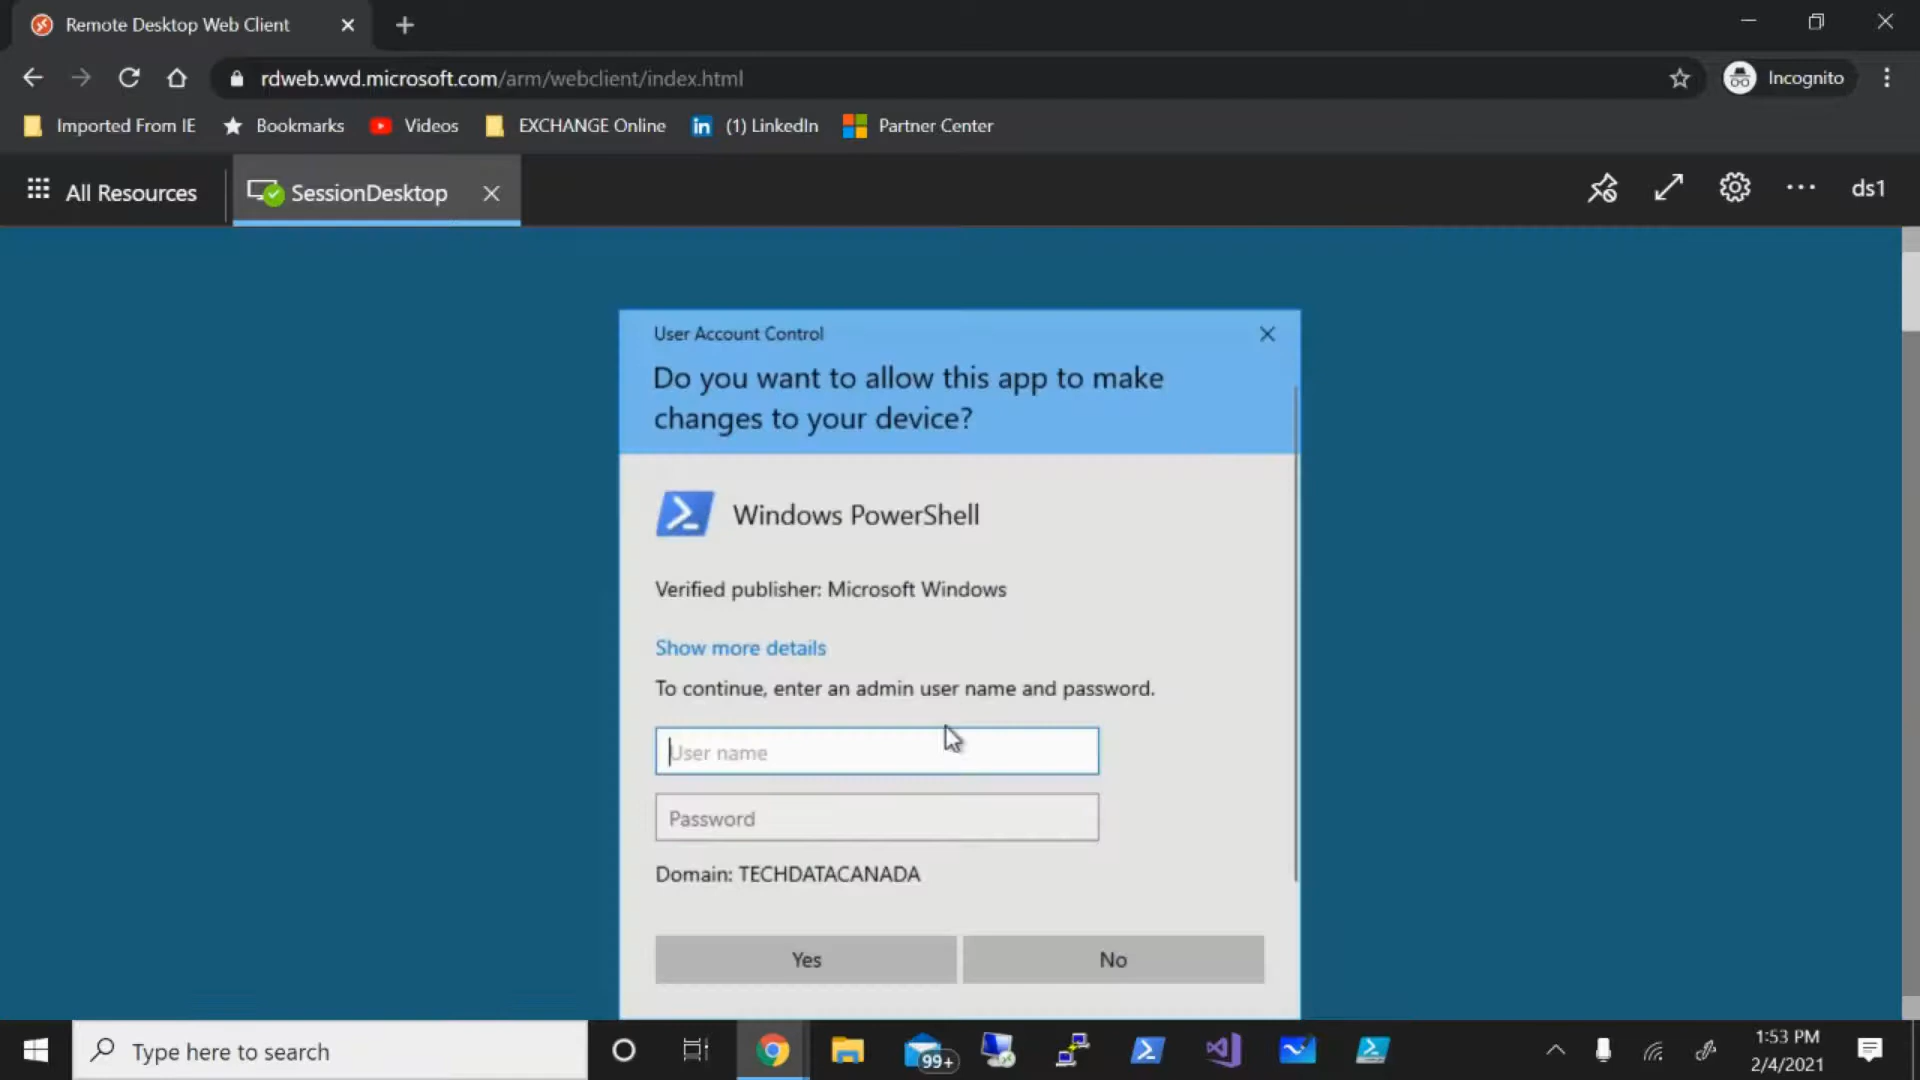 Remote Desktop Web Client
rdweb.wvd.microsoft.com/arm/webclient/index.html
Incognito
Imported From IE
Bookmarks
Videos
EXCHANGE Online
in
(1) LinkedIn
Partner Center
All Resources
SessionDesktop
ds1
User Account Control
Do you want to allow this app to make
changes to your device?
Windows PowerShell
Verified publisher: Microsoft Windows
Show more details
To continue, enter an admin user name and password.
User name
Password
Domain: TECHDATACANADA
Yes
No
Type here to search
99+
1:53 PM
2/4/2021